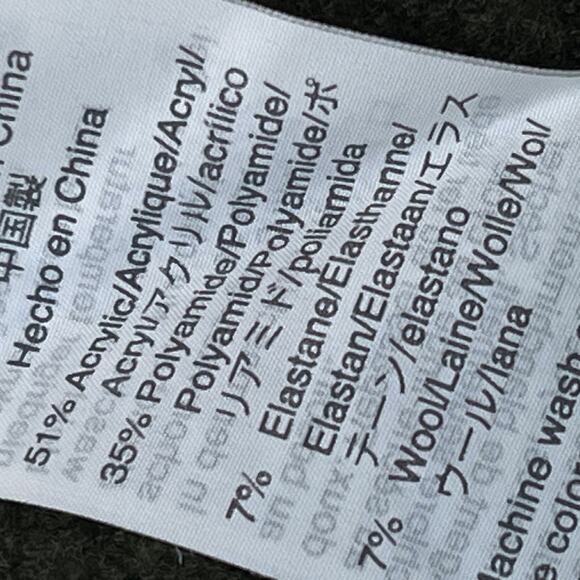 China
中国製
Hecho en China
51% Acrylic/Acrylique/Acryl/
Acryl/アクリル/acrílico
35% Polyamide/Polyamide/
Polyamid/Polyamide/ポ
リアミド/poliamida
7% Elastane/Elasthanne/
Elastan/Elastaan/エラス
テーン/elastano
7% Wool/Laine/Wolle/Wol/
ウール/lana
Machine wash